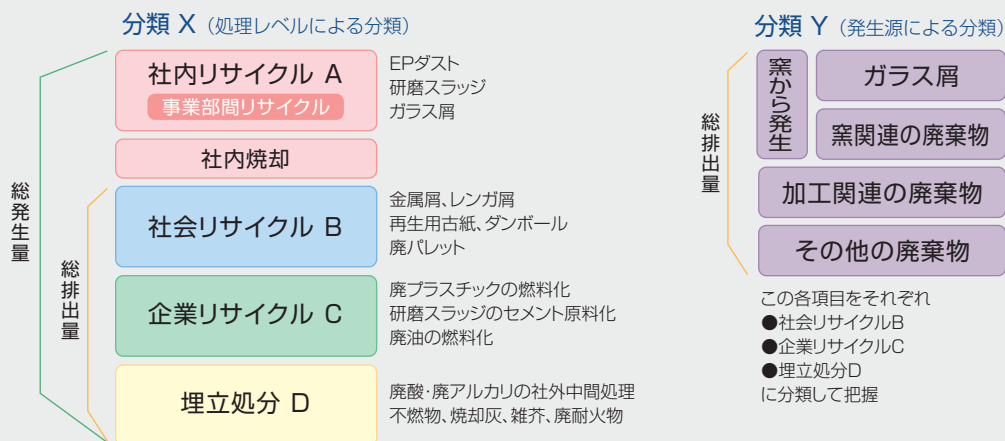 分類 X（処理レベルによる分類）
総発生量
総排出量
社内リサイクル A
事業部間リサイクル
EPダスト
研磨スラッジ
ガラス屑
社内焼却
社会リサイクル B
金属屑、レンガ屑
再生用古紙、ダンボール
廃パレット
企業リサイクル C
廃プラスチックの燃料化
研磨スラッジのセメント原料化
廃油の燃料化
埋立処分 D
廃酸・廃アルカリの社外中間処理
不燃物、焼却灰、雑芥、廃耐火物
分類 Y（発生源による分類）
総排出量
窯から発生
ガラス屑
窯関連の廃棄物
加工関連の廃棄物
その他の廃棄物
この各項目をそれぞれ
●社会リサイクルB
●企業リサイクルC
●埋立処分D
に分類して把握